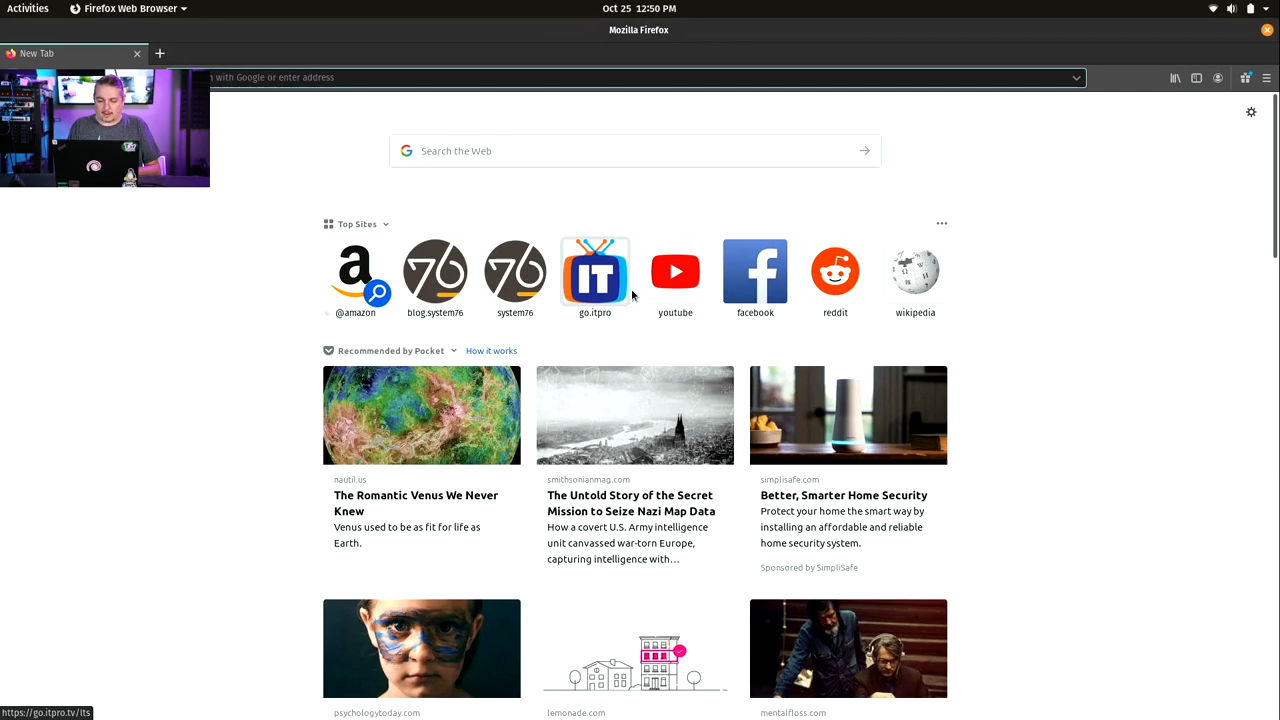 Activities
Firefox Web Browser
Oct 25 12:50 PM
Mozilla Firefox
New Tab
with Google or enter address
Search the Web
Top Sites
76
76
IT
@amazon
blog.system76
system76
go.itpro
youtube
facebook
reddit
wikipedia
Recommended by Pocket
How it works
nautil.us
The Romantic Venus We Never
Knew
Venus used to be as fit for life as
Earth.
smithsonianmag.com
The Untold Story of the Secret
Mission to Seize Nazi Map Data
How a covert U.S. Army intelligence
unit canvassed war-torn Europe,
capturing intelligence with…
simplisafe.com
Better, Smarter Home Security
Protect your home the smart way by
installing an affordable and reliable
home security system.
Sponsored by SimpliSafe
psychologytoday.com
lemonade.com
mentalfloss.com
https://go.itpro.tv/lts